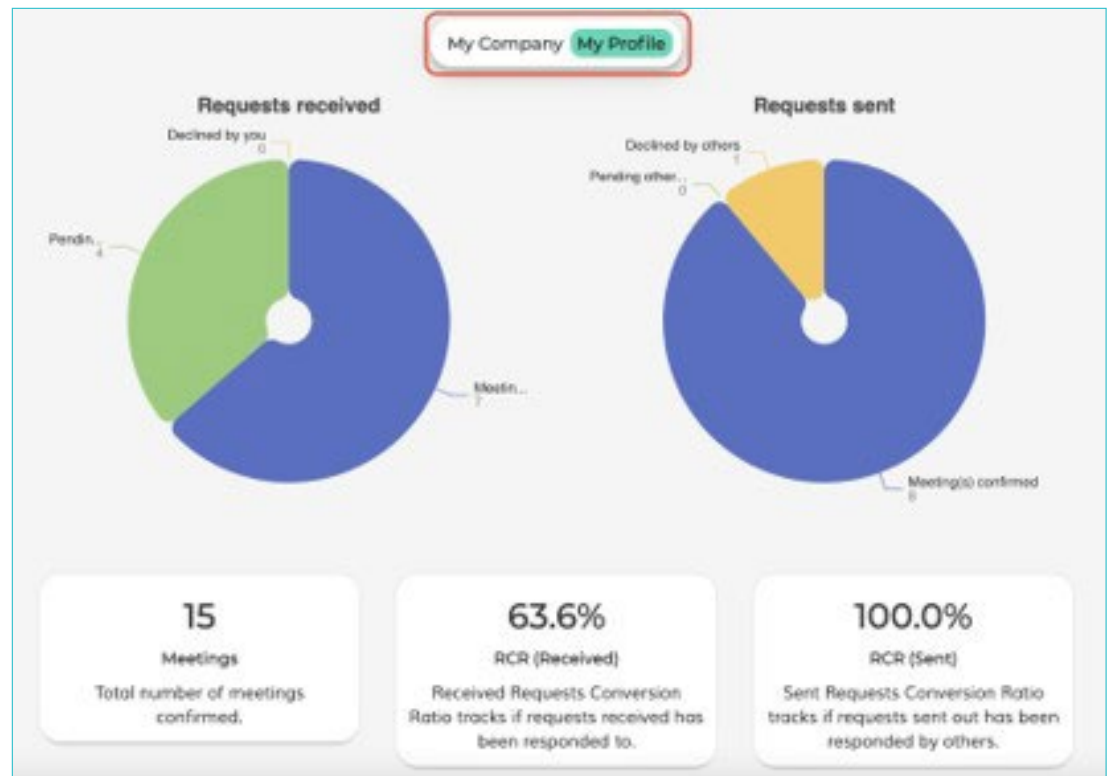 My Company My Profile
Requests received
Requests sent
Declined by you
0
Declined by others
1
Pending other...
0
Pendin...
4
Meetin...
7
Meeting(s) confirmed
8
15
Meetings
Total number of meetings
confirmed.
63.6%
RCR (Received)
Received Requests Conversion
Ratio tracks if requests received has
been responded to.
100.0%
RCR (Sent)
Sent Requests Conversion Ratio
tracks if requests sent out has been
responded by others.